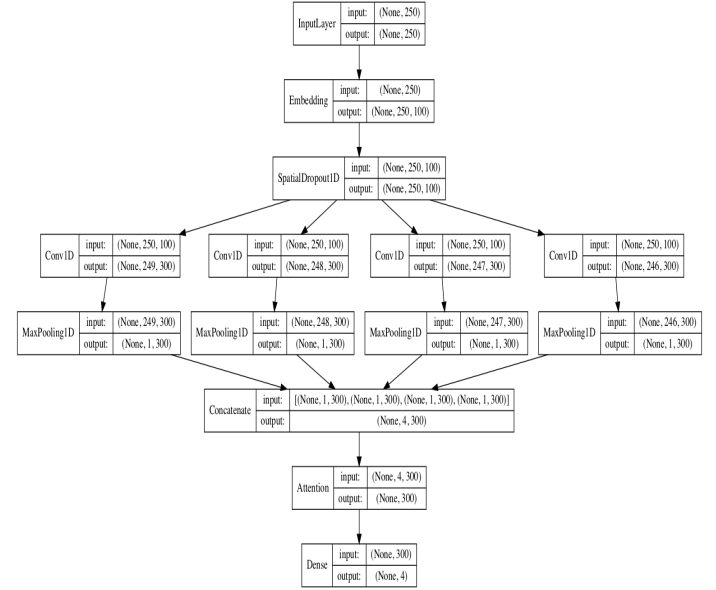 InputLayer input: (None, 250)
output: (None, 250)
Embedding input: (None, 250)
output: (None, 250, 100)
SpatialDropout1D input: (None, 250, 100)
output: (None, 250, 100)
Conv1D input: (None, 250, 100)
output: (None, 249, 300)
Conv1D input: (None, 250, 100)
output: (None, 248, 300)
Conv1D input: (None, 250, 100)
output: (None, 247, 300)
Conv1D input: (None, 250, 100)
output: (None, 246, 300)
MaxPooling1D input: (None, 249, 300)
output: (None, 1, 300)
MaxPooling1D input: (None, 248, 300)
output: (None, 1, 300)
MaxPooling1D input: (None, 247, 300)
output: (None, 1, 300)
MaxPooling1D input: (None, 246, 300)
output: (None, 1, 300)
Concatenate input: [(None, 1, 300), (None, 1, 300), (None, 1, 300), (None, 1, 300)]
output: (None, 4, 300)
Attention input: (None, 4, 300)
output: (None, 300)
Dense input: (None, 300)
output: (None, 4)